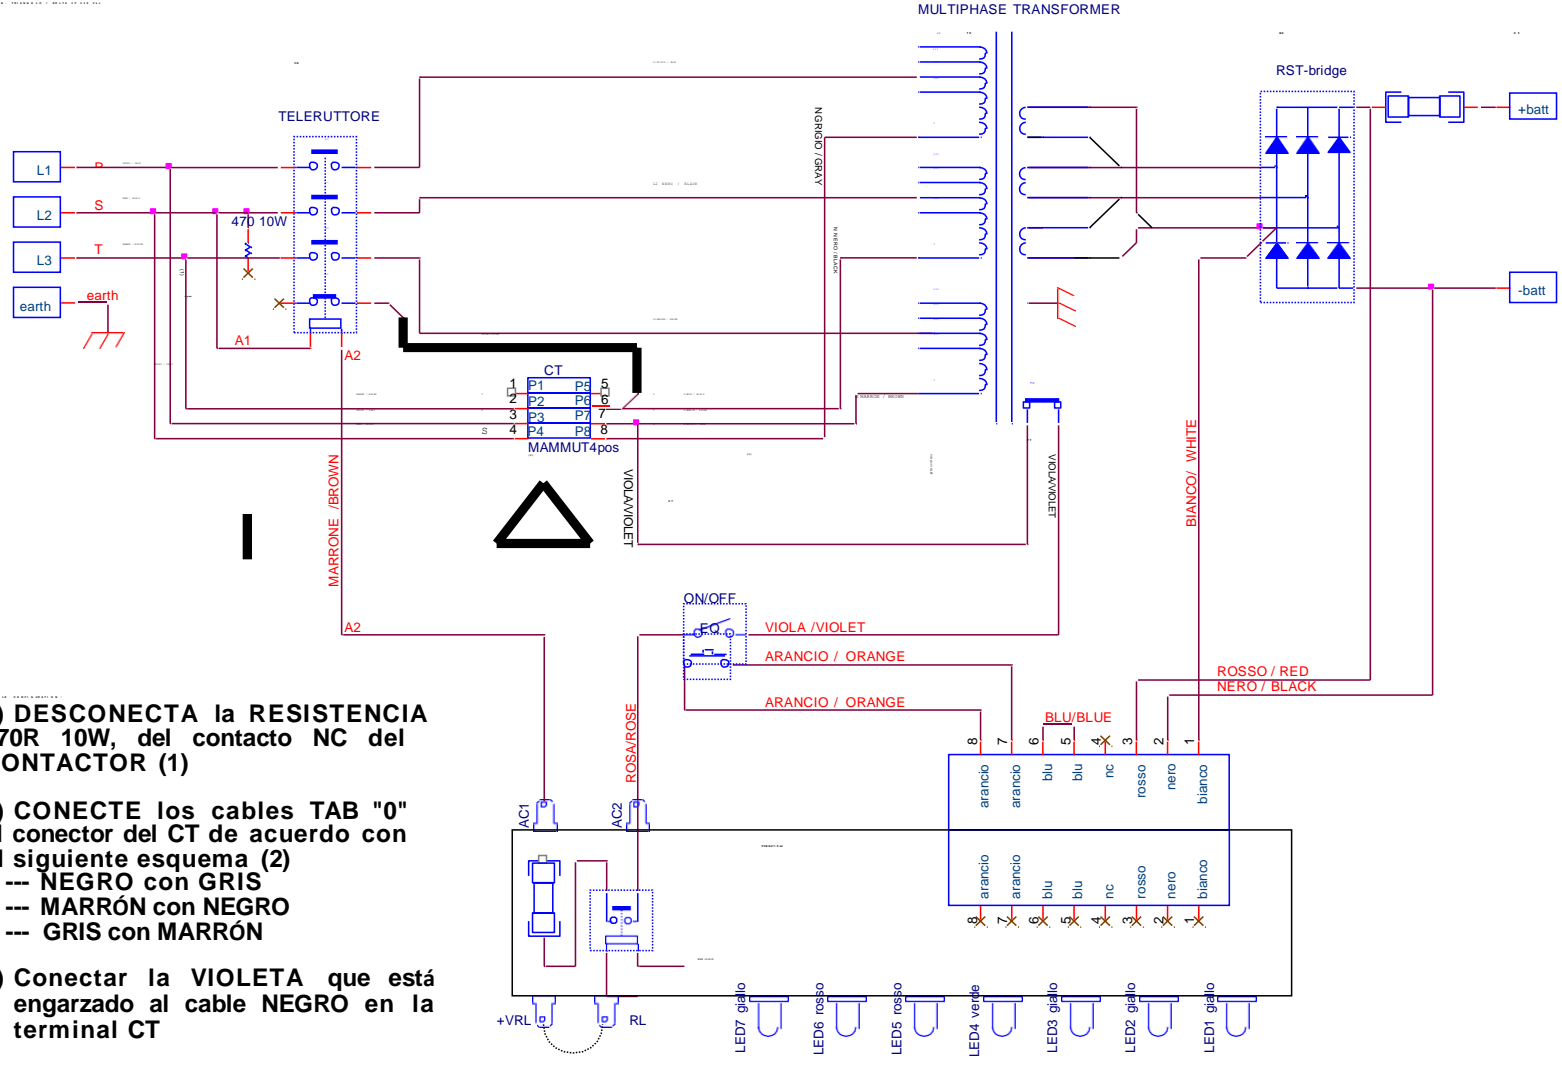 MULTIPHASE TRANSFORMER
RST-bridge
TELERUTTORE
+batt
L1
R
L2
S
470 10W
L3
T
earth
earth
-batt
A1
A2
NGRIGIO / GRAY
N NERO / BLACK
CT
1 P1 P5 5
2 P2 P6 6
3 P3 P7 7
S 4 P4 P8 8
MAMMUT4pos
MARRONE /BROWN
VIOLA/VIOLET
VIOLA/VIOLET
BIANCO/ WHITE
ON/OFF
EQ
A2
VIOLA /VIOLET
ARANCIO / ORANGE
ARANCIO / ORANGE
ROSSO / RED
NERO / BLACK
BLU/BLUE
ROSA/ROSE
) DESCONECTA la RESISTENCIA
70R 10W, del contacto NC del
ONTACTOR (1)
) CONECTE los cables TAB "0"
l conector del CT de acuerdo con
l siguiente esquema (2)
--- NEGRO con GRIS
--- MARRÓN con NEGRO
--- GRIS con MARRÓN
) Conectar la VIOLETA que está
engarzado al cable NEGRO en la
terminal CT
8 7 6 5 4 3 2 1
arancio arancio blu blu nc rosso nero bianco
AC1
AC2
arancio arancio blu blu nc rosso nero bianco
8 7 6 5 4 3 2 1
+VRL
RL
LED7 giallo
LED6 rosso
LED5 rosso
LED4 verde
LED3 giallo
LED2 giallo
LED1 giallo